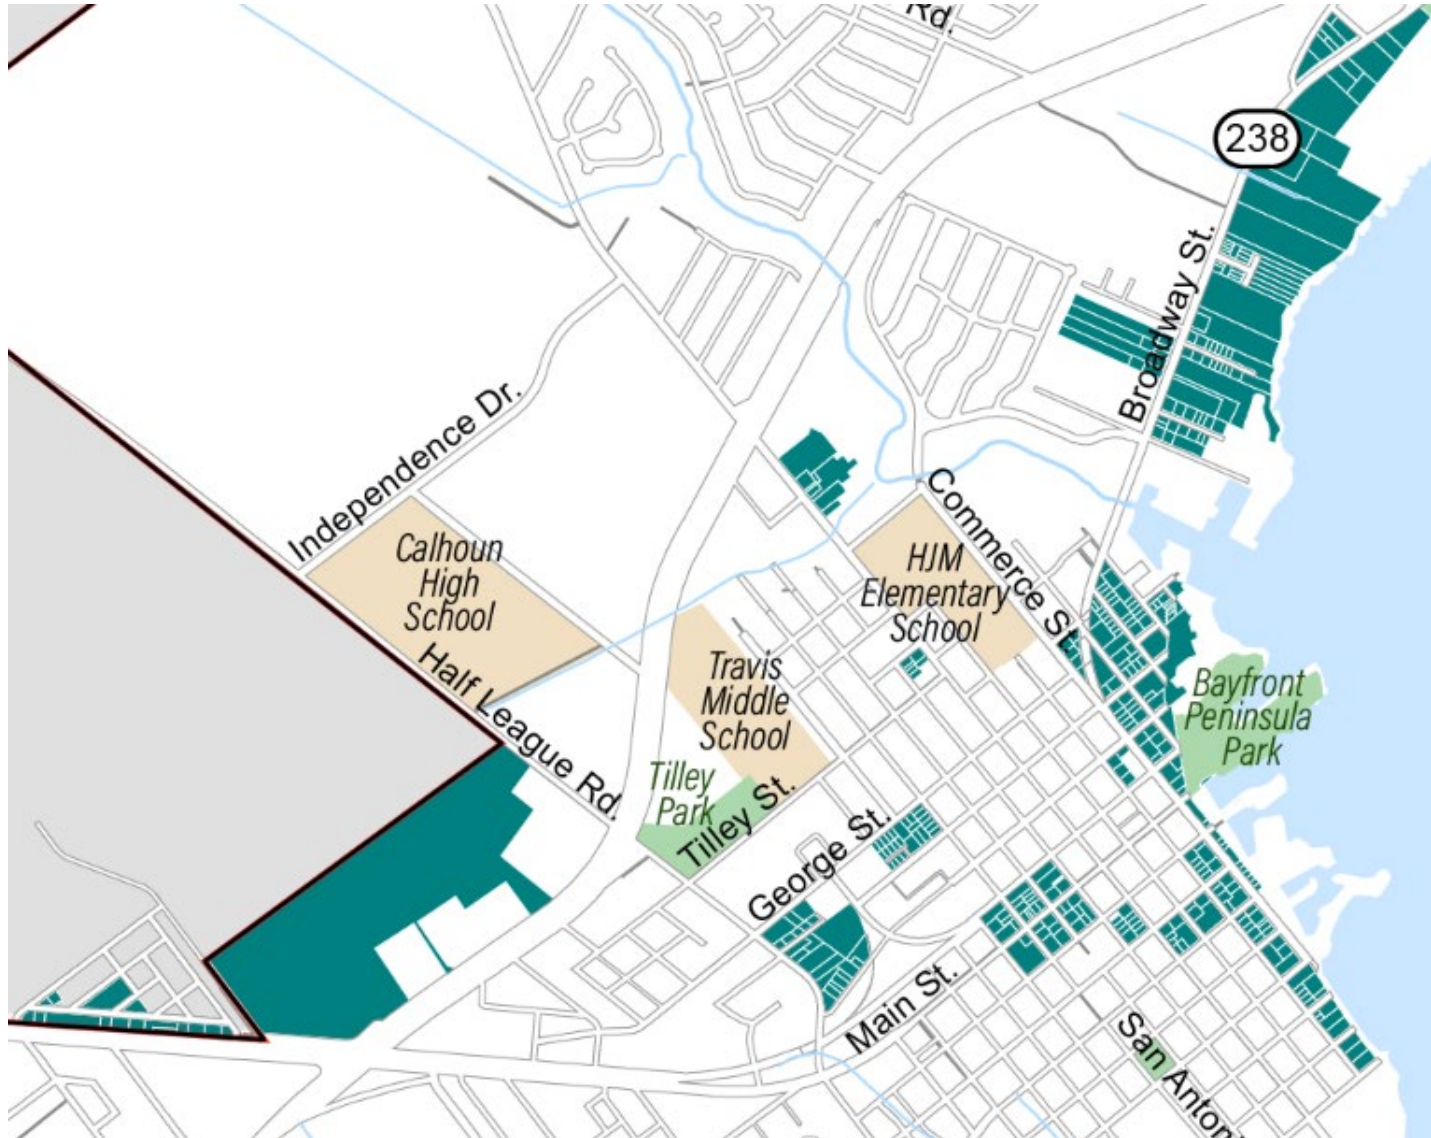 Rd.
238
Broadway St.
Independence Dr.
Commerce St.
Calhoun
High
School
HJM
Elementary
School
Half League Rd.
Travis
Middle
School
Bayfront
Peninsula
Park
Tilley
Park
Tilley St.
George St.
Main St.
San Anton